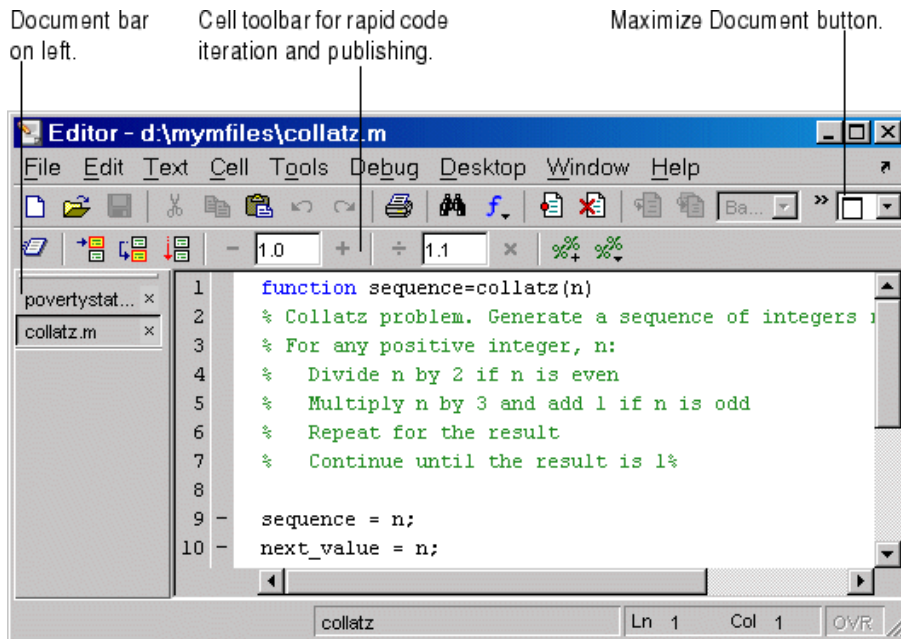 Document bar on left.
Cell toolbar for rapid code iteration and publishing.
Maximize Document button.
Editor - d:\mymfiles\collatz.m
File Edit Text Cell Tools Debug Desktop Window Help
Ba...
1.0
1.1
povertystat...
collatz.m
1 function sequence=collatz(n)
2 % Collatz problem. Generate a sequence of integers
3 % For any positive integer, n:
4 %   Divide n by 2 if n is even
5 %   Multiply n by 3 and add 1 if n is odd
6 %   Repeat for the result
7 %   Continue until the result is 1%
8
9 - sequence = n;
10 - next_value = n;
collatz Ln 1 Col 1 OVR